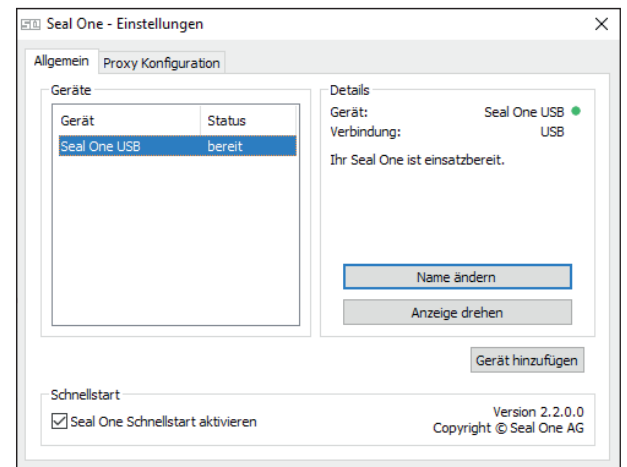 Seal One - Einstellungen
Allgemein Proxy Konfiguration
Geräte
Gerät Status
Seal One USB bereit
Details
Gerät: Seal One USB
Verbindung: USB
Ihr Seal One ist einsatzbereit.
Name ändern
Anzeige drehen
Gerät hinzufügen
Schnellstart
Seal One Schnellstart aktivieren
Version 2.2.0.0
Copyright © Seal One AG